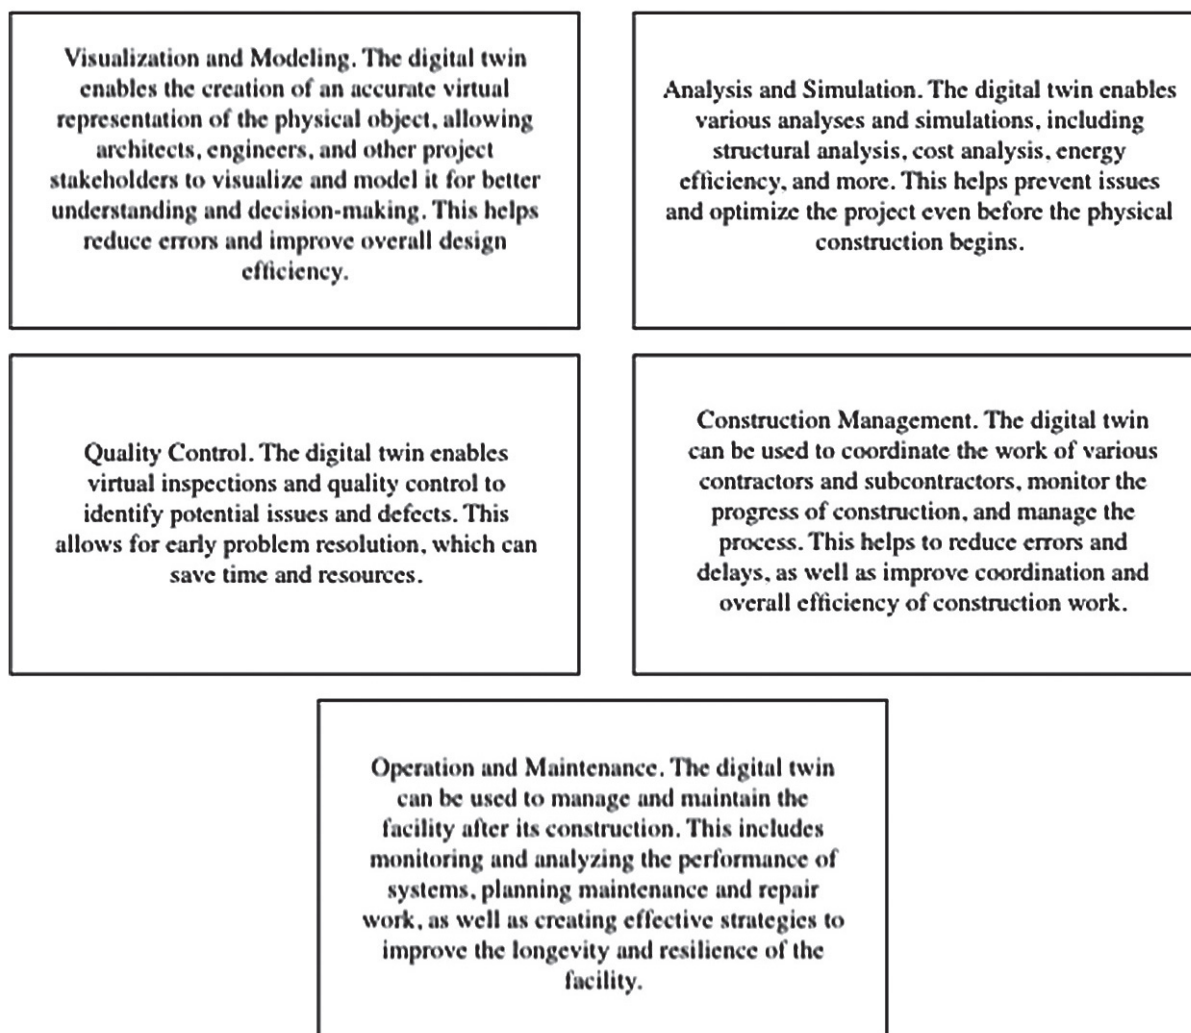 Visualization and Modeling. The digital twin
enables the creation of an accurate virtual
representation of the physical object, allowing
architects, engineers, and other project
stakeholders to visualize and model it for better
understanding and decision-making. This helps
reduce errors and improve overall design
efficiency.
Analysis and Simulation. The digital twin enables
various analyses and simulations, including
structural analysis, cost analysis, energy
efficiency, and more. This helps prevent issues
and optimize the project even before the physical
construction begins.
Quality Control. The digital twin enables
virtual inspections and quality control to
identify potential issues and defects. This
allows for early problem resolution, which can
save time and resources.
Construction Management. The digital twin
can be used to coordinate the work of various
contractors and subcontractors, monitor the
progress of construction, and manage the
process. This helps to reduce errors and
delays, as well as improve coordination and
overall efficiency of construction work.
Operation and Maintenance. The digital twin
can be used to manage and maintain the
facility after its construction. This includes
monitoring and analyzing the performance of
systems, planning maintenance and repair
work, as well as creating effective strategies to
improve the longevity and resilience of the
facility.